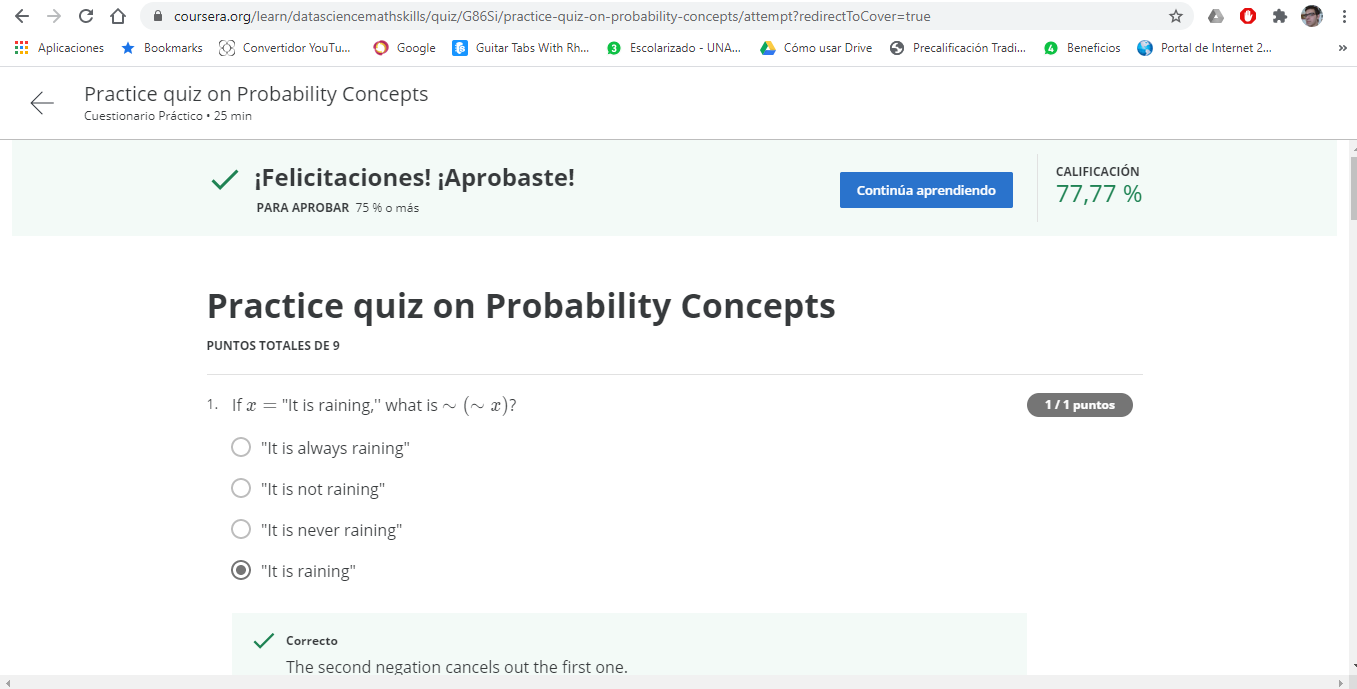 coursera.org/learn/datasciencemathskills/quiz/G86Si/practice-quiz-on-probability-concepts/attempt?redirectToCover=true
Aplicaciones Bookmarks Convertidor YouTu... Google Guitar Tabs With Rh... 3 Escolarizado - UNA... Cómo usar Drive Precalificación Tradi... 4 Beneficios Portal de Internet 2... »
Practice quiz on Probability Concepts
Cuestionario Práctico • 25 min
¡Felicitaciones! ¡Aprobaste!
PARA APROBAR 75 % o más
Continúa aprendiendo
CALIFICACIÓN
77,77 %
Practice quiz on Probability Concepts
PUNTOS TOTALES DE 9
1. If x = "It is raining,'' what is ∼ (∼ x)?
1 / 1 puntos
"It is always raining"
"It is not raining"
"It is never raining"
"It is raining"
Correcto
The second negation cancels out the first one.